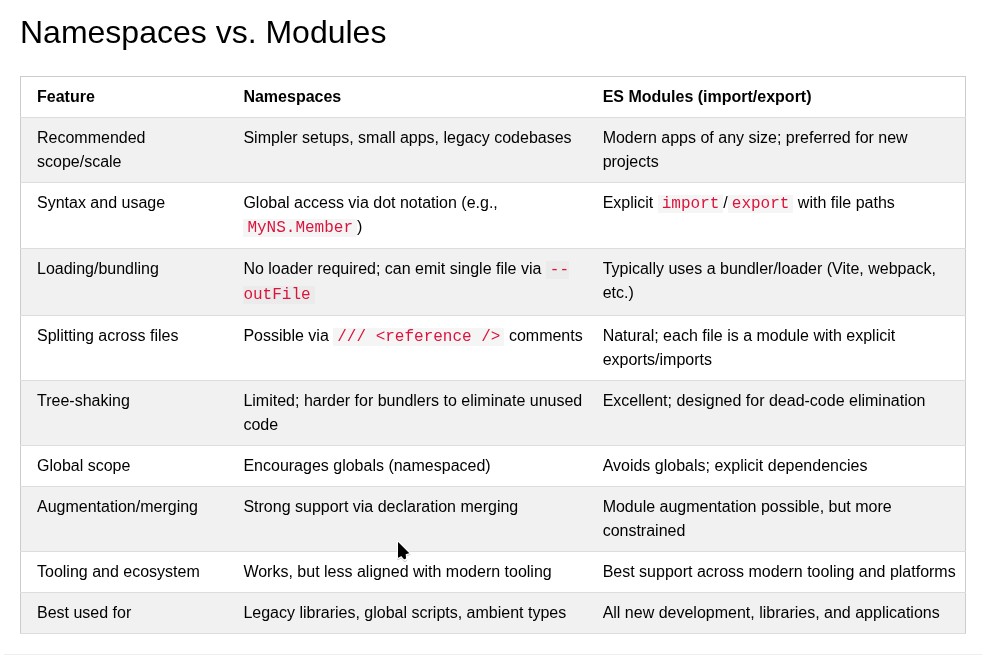 Namespaces vs. Modules
Feature Namespaces ES Modules (import/export)
Recommended scope/scale Simpler setups, small apps, legacy codebases Modern apps of any size; preferred for new projects
Syntax and usage Global access via dot notation (e.g., MyNS.Member) Explicit import/export with file paths
Loading/bundling No loader required; can emit single file via --outFile Typically uses a bundler/loader (Vite, webpack, etc.)
Splitting across files Possible via /// <reference /> comments Natural; each file is a module with explicit exports/imports
Tree-shaking Limited; harder for bundlers to eliminate unused code Excellent; designed for dead-code elimination
Global scope Encourages globals (namespaced) Avoids globals; explicit dependencies
Augmentation/merging Strong support via declaration merging Module augmentation possible, but more constrained
Tooling and ecosystem Works, but less aligned with modern tooling Best support across modern tooling and platforms
Best used for Legacy libraries, global scripts, ambient types All new development, libraries, and applications